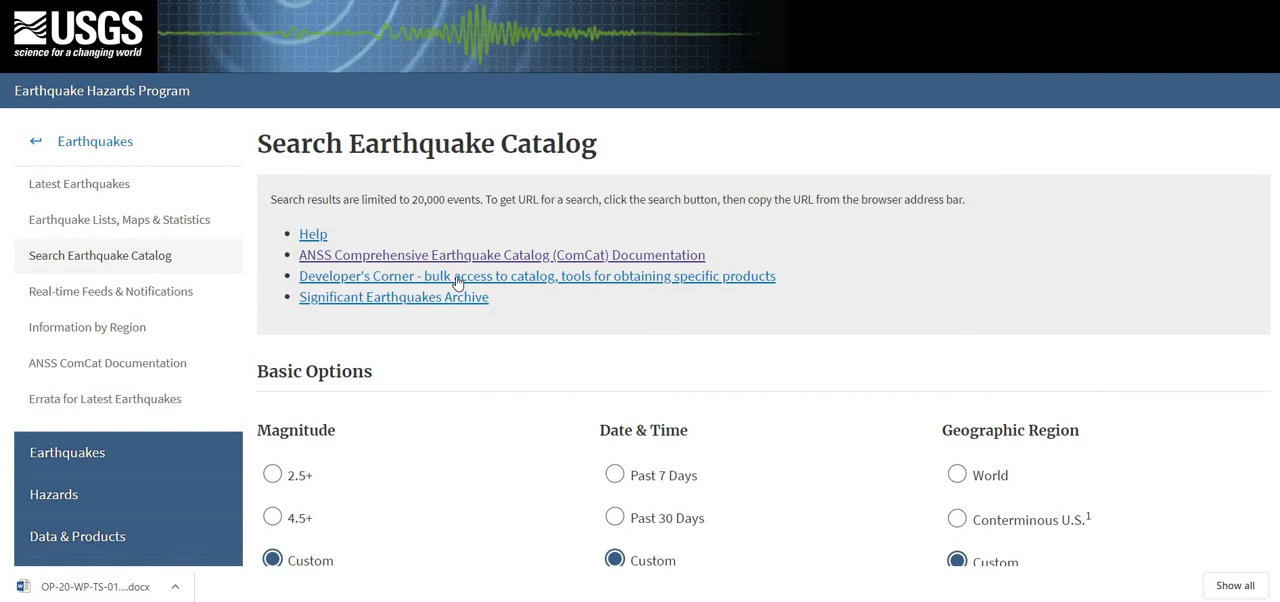 USGS
science for a changing world
Earthquake Hazards Program
Earthquakes
Latest Earthquakes
Earthquake Lists, Maps & Statistics
Search Earthquake Catalog
Real-time Feeds & Notifications
Information by Region
ANSS ComCat Documentation
Errata for Latest Earthquakes
Earthquakes
Hazards
Data & Products
Search Earthquake Catalog
Search results are limited to 20,000 events. To get URL for a search, click the search button, then copy the URL from the browser address bar.
Help
ANSS Comprehensive Earthquake Catalog (ComCat) Documentation
Developer's Corner - bulk access to catalog, tools for obtaining specific products
Significant Earthquakes Archive
Basic Options
Magnitude
2.5+
4.5+
Custom
Date & Time
Past 7 Days
Past 30 Days
Custom
Geographic Region
World
Conterminous U.S.1
Custom
OP-20-WP-TS-01....docx
Show all